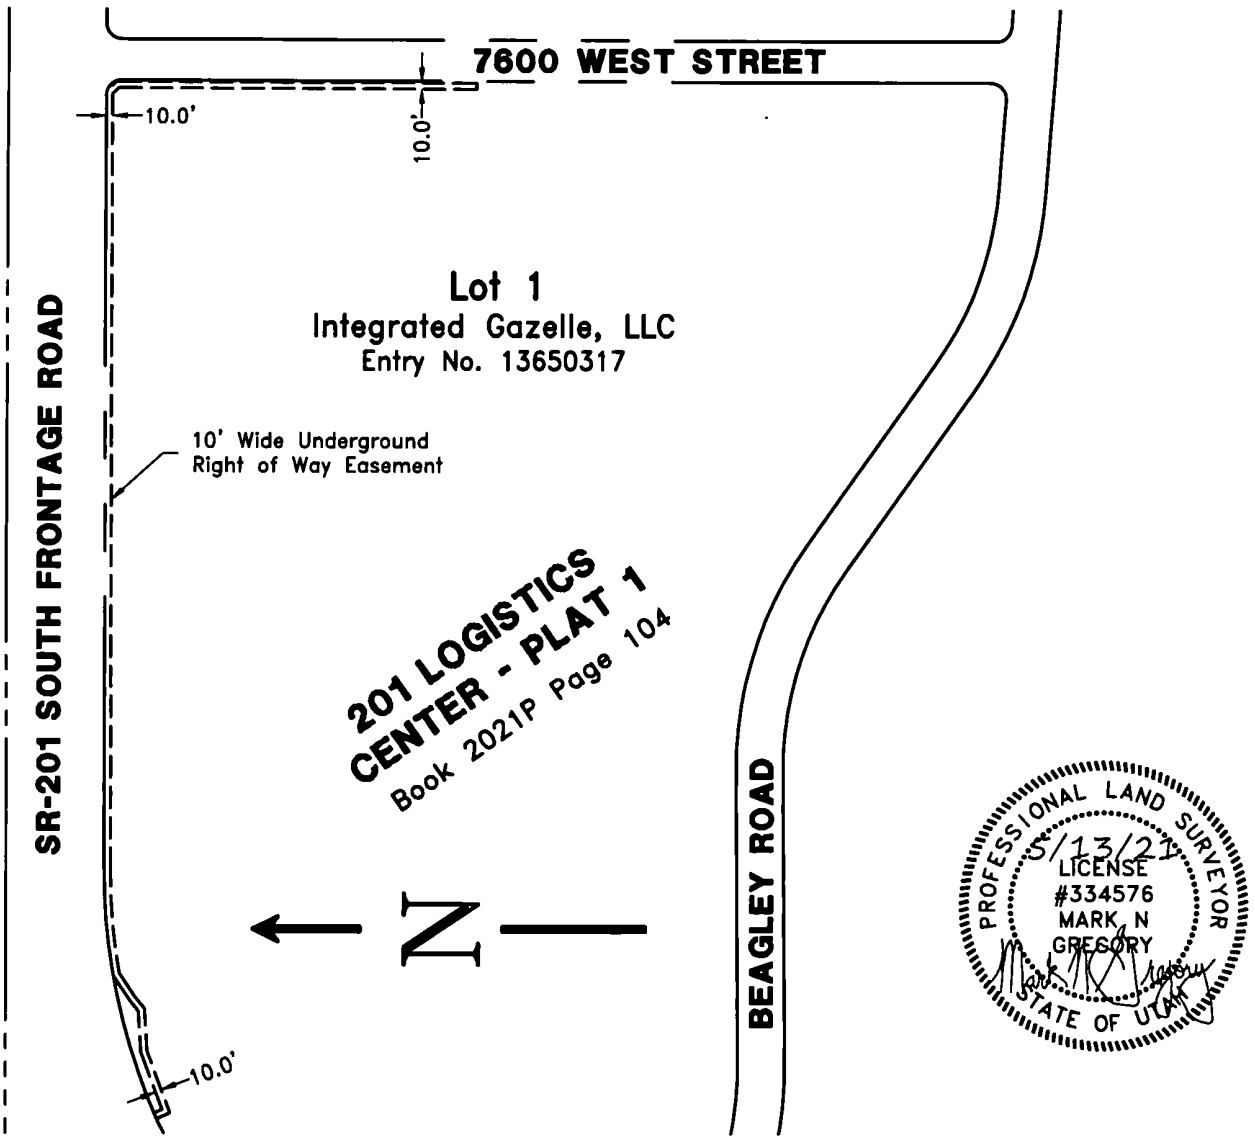 7600 WEST STREET
10.0'
10.0'
Lot 1
Integrated Gazelle, LLC
Entry No. 13650317
SR-201 SOUTH FRONTAGE ROAD
10' Wide Underground
Right of Way Easement
201 LOGISTICS
CENTER - PLAT 1
Book 2021P Page 104
N
BEAGLEY ROAD
10.0'
PROFESSIONAL LAND SURVEYOR
5/13/21
LICENSE
#334576
MARK N
GREGORY
Mark N Gregory
STATE OF UTAH